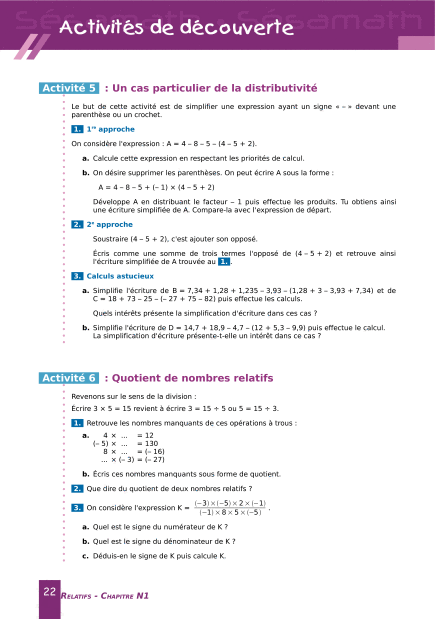 Sésamath Sésamath
Activités de découverte
Activité 5 : Un cas particulier de la distributivité
Le but de cette activité est de simplifier une expression ayant un signe « – » devant une
parenthèse ou un crochet.
1. 1re approche
On considère l'expression : A = 4 – 8 – 5 – (4 – 5 + 2).
a. Calcule cette expression en respectant les priorités de calcul.
b. On désire supprimer les parenthèses. On peut écrire A sous la forme :
A = 4 – 8 – 5 + (– 1) × (4 – 5 + 2)
Développe A en distribuant le facteur – 1 puis effectue les produits. Tu obtiens ainsi
une écriture simplifiée de A. Compare-la avec l'expression de départ.
2. 2e approche
Soustraire (4 – 5 + 2), c'est ajouter son opposé.
Écris comme une somme de trois termes l'opposé de (4 – 5 + 2) et retrouve ainsi
l'écriture simplifiée de A trouvée au 1. .
3. Calculs astucieux
a. Simplifie l'écriture de B = 7,34 + 1,28 + 1,235 – 3,93 – (1,28 + 3 – 3,93 + 7,34) et de
C = 18 + 73 – 25 – (– 27 + 75 – 82) puis effectue les calculs.
Quels intérêts présente la simplification d'écriture dans ces cas ?
b. Simplifie l'écriture de D = 14,7 + 18,9 – 4,7 – (12 + 5,3 – 9,9) puis effectue le calcul.
La simplification d'écriture présente-t-elle un intérêt dans ce cas ?
Activité 6 : Quotient de nombres relatifs
Revenons sur le sens de la division :
Écrire 3 × 5 = 15 revient à écrire 3 = 15 ÷ 5 ou 5 = 15 ÷ 3.
1. Retrouve les nombres manquants de ces opérations à trous :
a. 4 × ... = 12
(– 5) × ... = 130
8 × ... = (– 16)
... × (– 3) = (– 27)
b. Écris ces nombres manquants sous forme de quotient.
2. Que dire du quotient de deux nombres relatifs ?
3. On considère l'expression K = (−3)×(−5)×2×(−1) / (−1)×8×5×(−5) .
a. Quel est le signe du numérateur de K ?
b. Quel est le signe du dénominateur de K ?
c. Déduis-en le signe de K puis calcule K.
22 RELATIFS - CHAPITRE N1